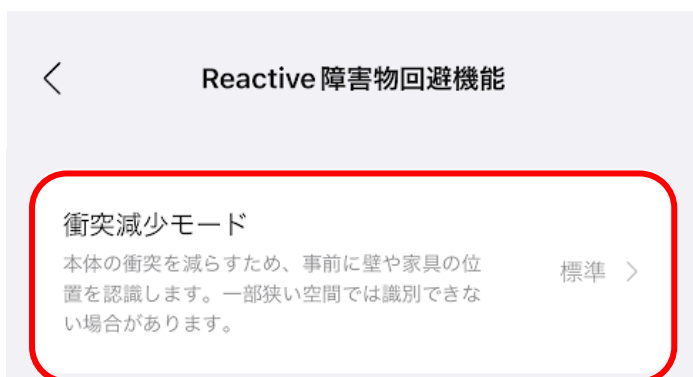 Reactive障害物回避機能
衝突減少モード
本体の衝突を減らすため、事前に壁や家具の位
置を認識します。一部狭い空間では識別できな
い場合があります。
標準